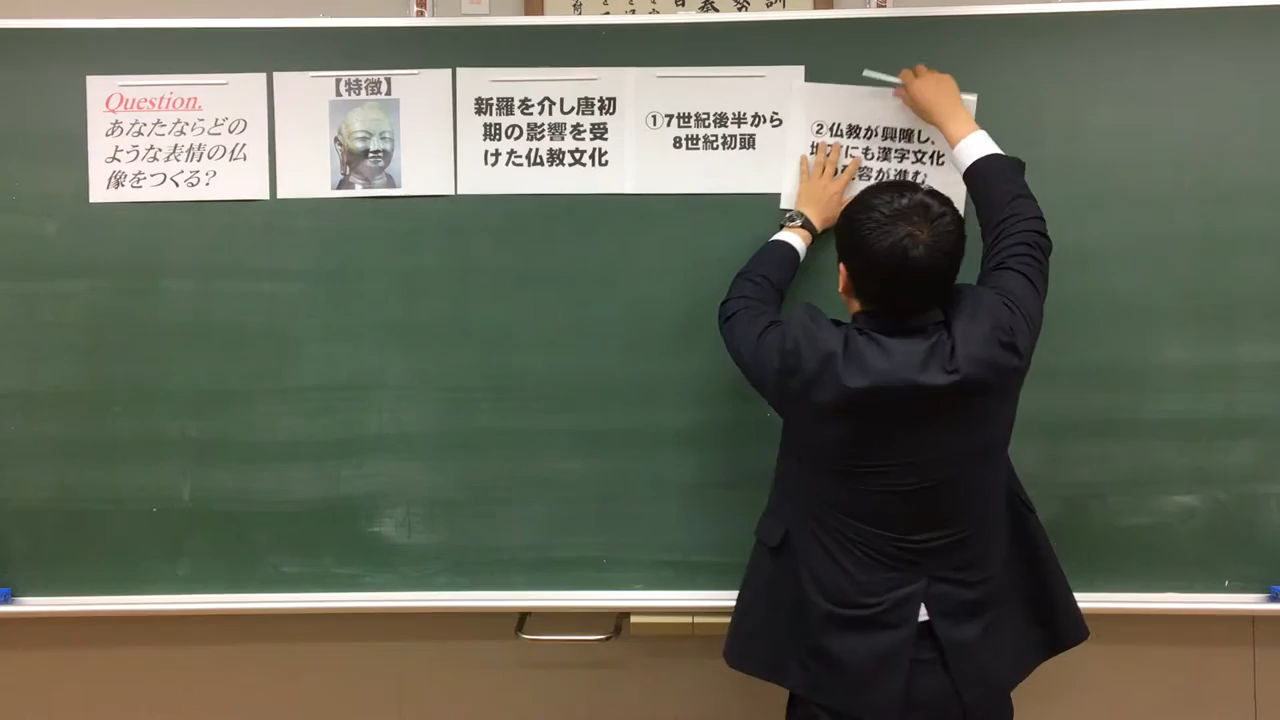 Question.
あなたならどの
ような表情の仏
像をつくる?
【特徴】
新羅を介し唐初
期の影響を受
けた仏教文化
①7世紀後半から
8世紀初頭
②仏教が興隆し、
にも漢字文化
容が進む